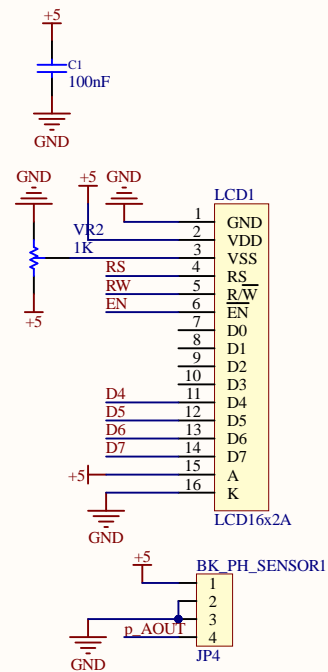 +5
C1
100nF
GND
GND
+5
GND
LCD1
VR2
1K
+5
1 GND
2 VDD
3 VSS
RS 4 RS
RW 5 R/W
EN 6 EN
7 D0
8 D1
9 D2
10 D3
D4 11 D4
D5 12 D5
D6 13 D6
D7 14 D7
+5 15 A
16 K
GND
LCD16x2A
+5
BK_PH_SENSOR1
1
2
3
p_AOUT 4
GND
JP4